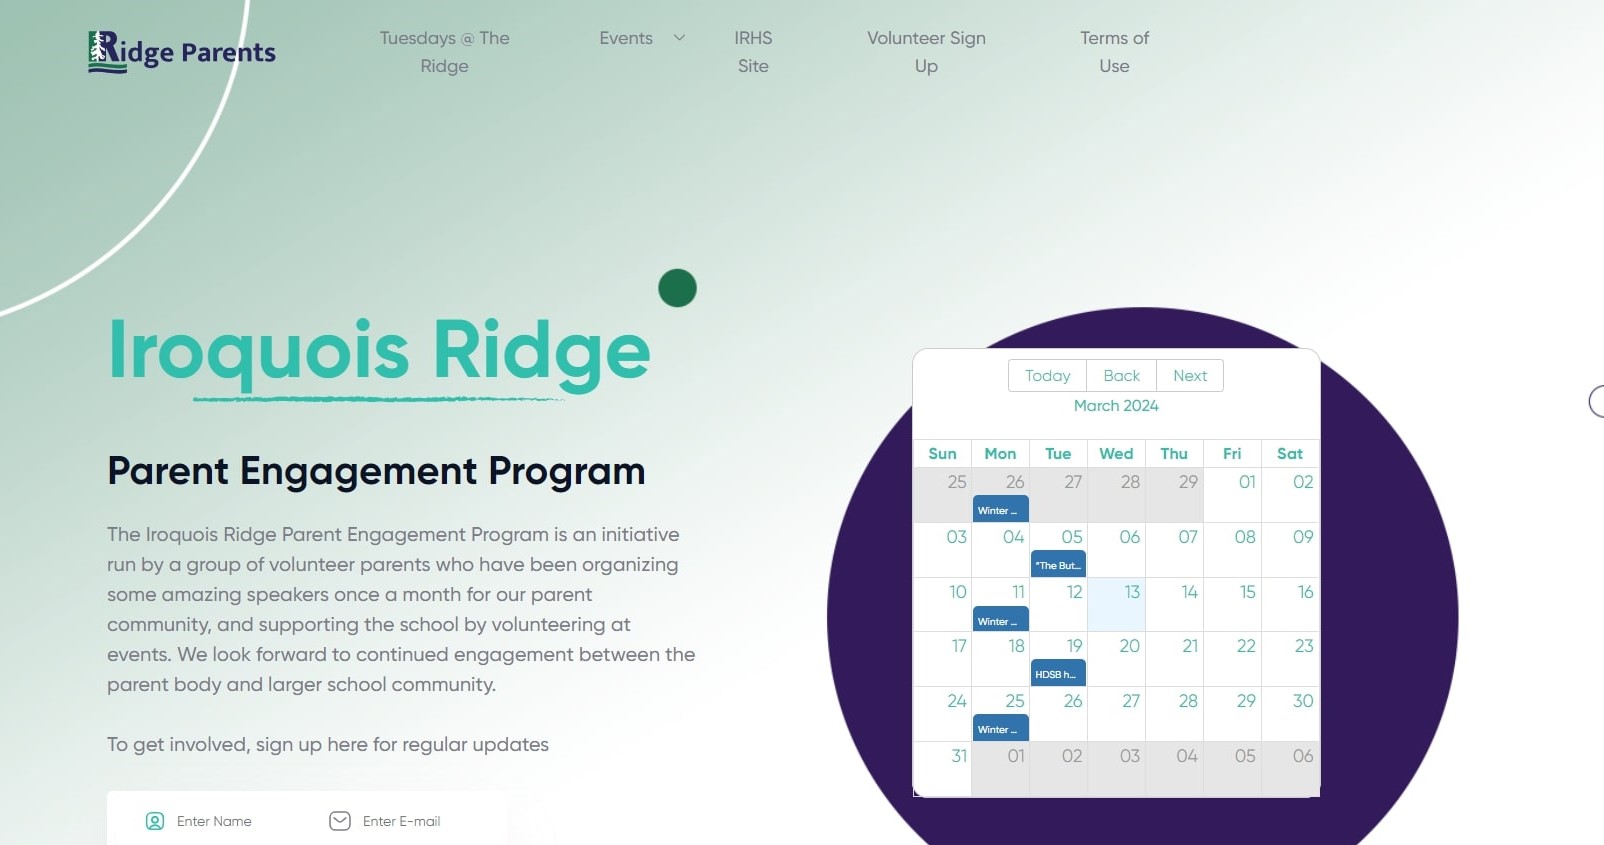 Ridge Parents
Tuesdays @ The
Ridge
Events
IRHS
Site
Volunteer Sign
Up
Terms of
Use
Iroquois Ridge
Parent Engagement Program
The Iroquois Ridge Parent Engagement Program is an initiative
run by a group of volunteer parents who have been organizing
some amazing speakers once a month for our parent
community, and supporting the school by volunteering at
events. We look forward to continued engagement between the
parent body and larger school community.
To get involved, sign up here for regular updates
Enter Name
Enter E-mail
Today Back Next
March 2024
Sun Mon Tue Wed Thu Fri Sat
25 26 27 28 29 01 02
Winter ...
03 04 05 06 07 08 09
"The But...
10 11 12 13 14 15 16
Winter ...
17 18 19 20 21 22 23
HDSB h...
24 25 26 27 28 29 30
Winter ...
31 01 02 03 04 05 06